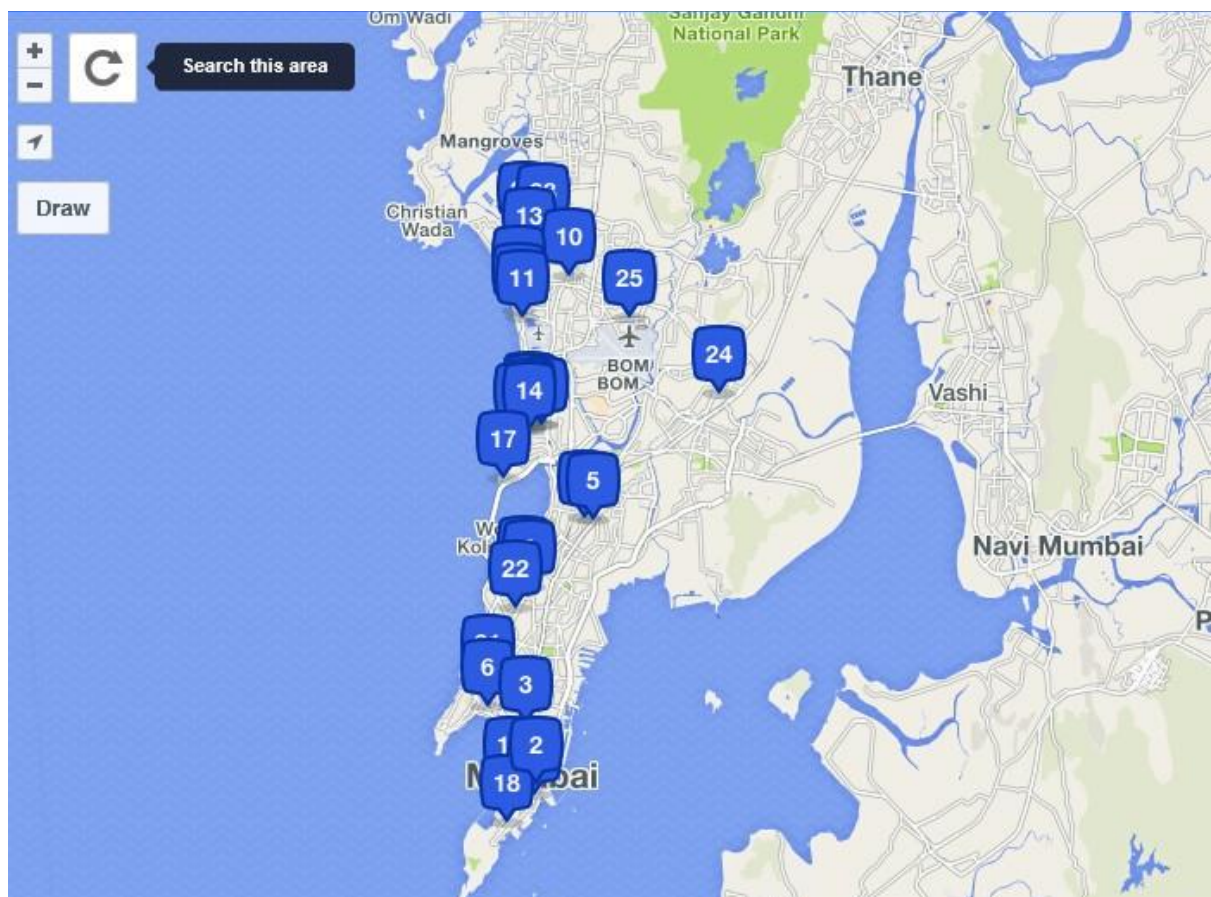 Om Wadi
Sanjay Gandhi
National Park
+
Search this area
-
Thane
Mangroves
Draw
Christian
Wada
13
10
11
25
24
BOM
BOM
14
Vashi
17
5
Navi Mumbai
22
6
3
2
18